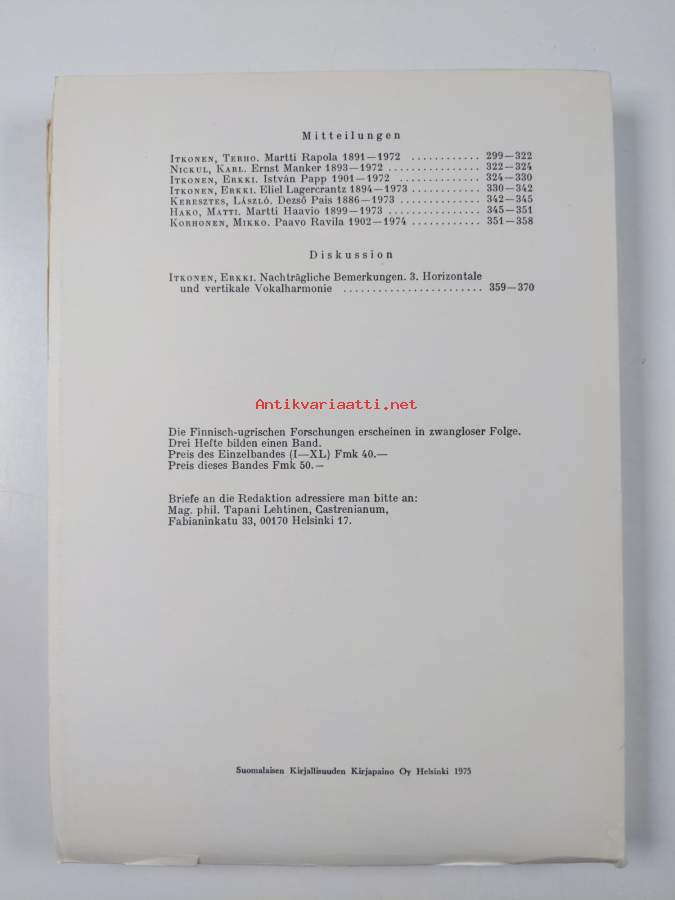 Mitteilungen
ITKONEN, TERHO. Martti Rapola 1891—1972 ............ 299—322
NICKUL, KARL. Ernst Manker 1893—1972 .............. 322—324
ITKONEN, ERKKI. István Papp 1901—1972 ............. 324—330
ITKONEN, ERKKI. Eliel Lagercrantz 1894—1973 ........ 330—342
KERESZTES, LÁSZLÓ. Dezső Pais 1886—1973 ............ 342—345
HAKO, MATTI. Martti Haavio 1899—1973 .............. 345—351
KORHONEN, MIKKO. Paavo Ravila 1902—1974 ........... 351—358
Diskussion
ITKONEN, ERKKI. Nachträgliche Bemerkungen. 3. Horizontale
und vertikale Vokalharmonie ........................ 359—370
Antikvariaatti.net
Die Finnisch-ugrischen Forschungen erscheinen in zwangloser Folge.
Drei Hefte bilden einen Band.
Preis des Einzelbandes (I—XL) Fmk 40.—
Preis dieses Bandes Fmk 50.—
Briefe an die Redaktion adressiere man bitte an:
Mag. phil. Tapani Lehtinen, Castrenianum,
Fabianinkatu 33, 00170 Helsinki 17.
Suomalaisen Kirjallisuuden Kirjapaino Oy Helsinki 1975